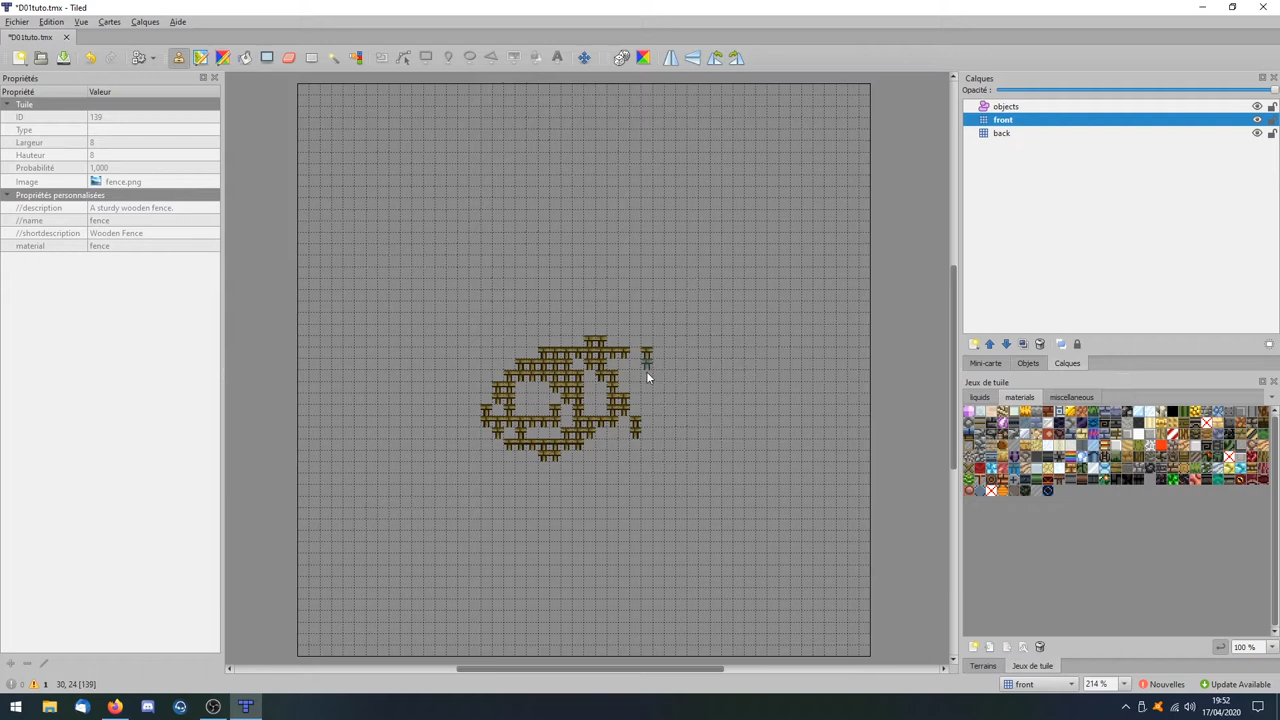 *D01tuto.tmx - Tiled
Fichier Edition Vue Cartes Calques Aide
*D01tuto.tmx
Propriétés
Propriété Valeur
Tuile
ID 139
Type
Largeur 8
Hauteur 8
Probabilité 1,000
Image fence.png
Propriétés personnalisées
//description A sturdy wooden fence.
//name fence
//shortdescription Wooden Fence
material fence
Calques
Opacité :
objects
front
back
Mini-carte Objets Calques
Jeux de tuile
liquids materials miscellaneous
100 %
Terrains Jeux de tuile
0 1 30, 24 [139] front 214 % Nouvelles Update Available
19:52
17/04/2020